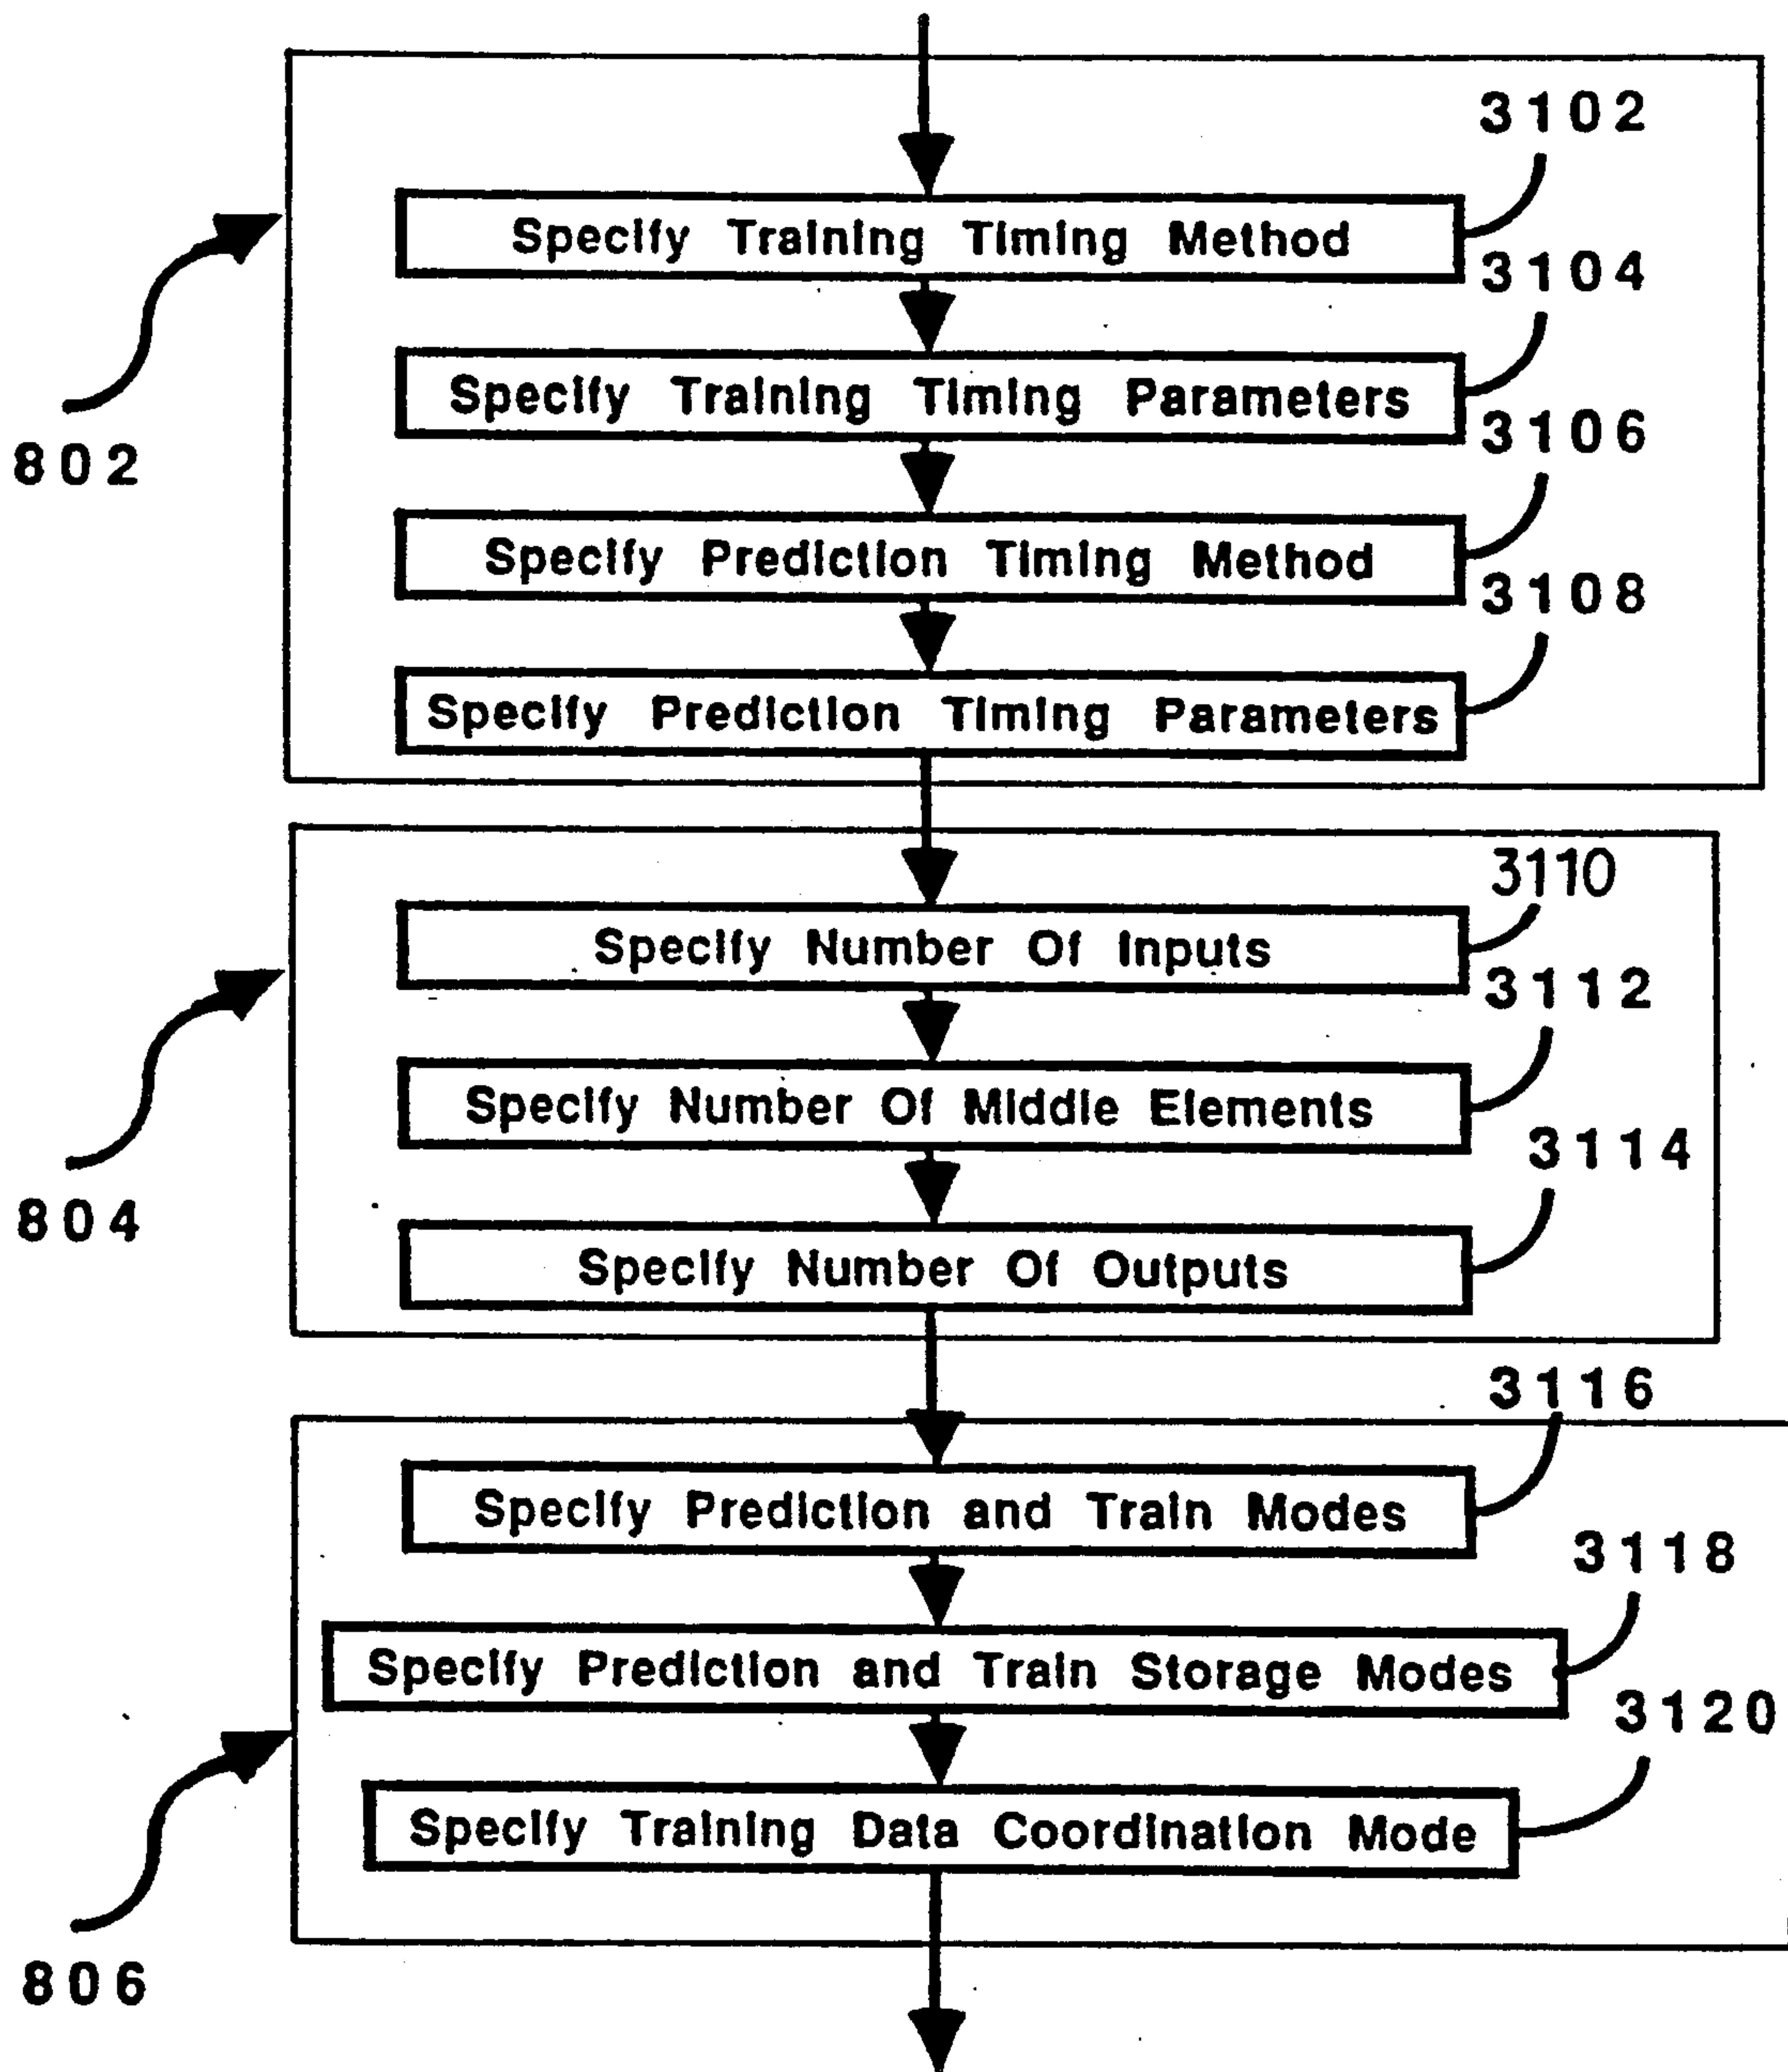 3102
Specify Training Timing Method
3104
Specify Training Timing Parameters
3106
Specify Prediction Timing Method
3108
Specify Prediction Timing Parameters
802
3110
Specify Number Of Inputs
3112
Specify Number Of Middle Elements
3114
Specify Number Of Outputs
804
3116
Specify Prediction and Train Modes
3118
Specify Prediction and Train Storage Modes
3120
Specify Training Data Coordination Mode
806